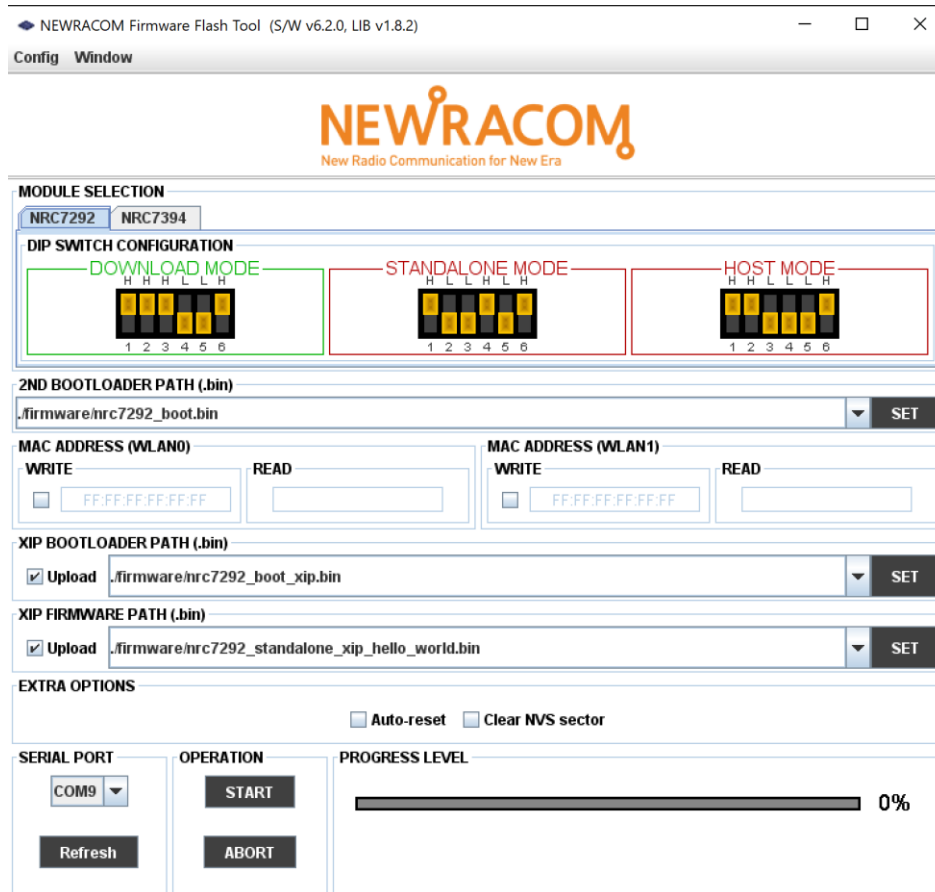 NEWRACOM Firmware Flash Tool (S/W v6.2.0, LIB v1.8.2)
Config Window
NEWRACOM
New Radio Communication for New Era
MODULE SELECTION
NRC7292 NRC7394
DIP SWITCH CONFIGURATION
DOWNLOAD MODE STANDALONE MODE HOST MODE
H H H L L H H L L H L H H H L L L H
1 2 3 4 5 6 1 2 3 4 5 6 1 2 3 4 5 6
2ND BOOTLOADER PATH (.bin)
./firmware/nrc7292_boot.bin SET
MAC ADDRESS (WLAN0) MAC ADDRESS (WLAN1)
WRITE READ WRITE READ
FF:FF:FF:FF:FF:FF FF:FF:FF:FF:FF:FF
XIP BOOTLOADER PATH (.bin)
Upload ./firmware/nrc7292_boot_xip.bin SET
XIP FIRMWARE PATH (.bin)
Upload ./firmware/nrc7292_standalone_xip_hello_world.bin SET
EXTRA OPTIONS
Auto-reset Clear NVS sector
SERIAL PORT OPERATION PROGRESS LEVEL
COM9 START 0%
Refresh ABORT